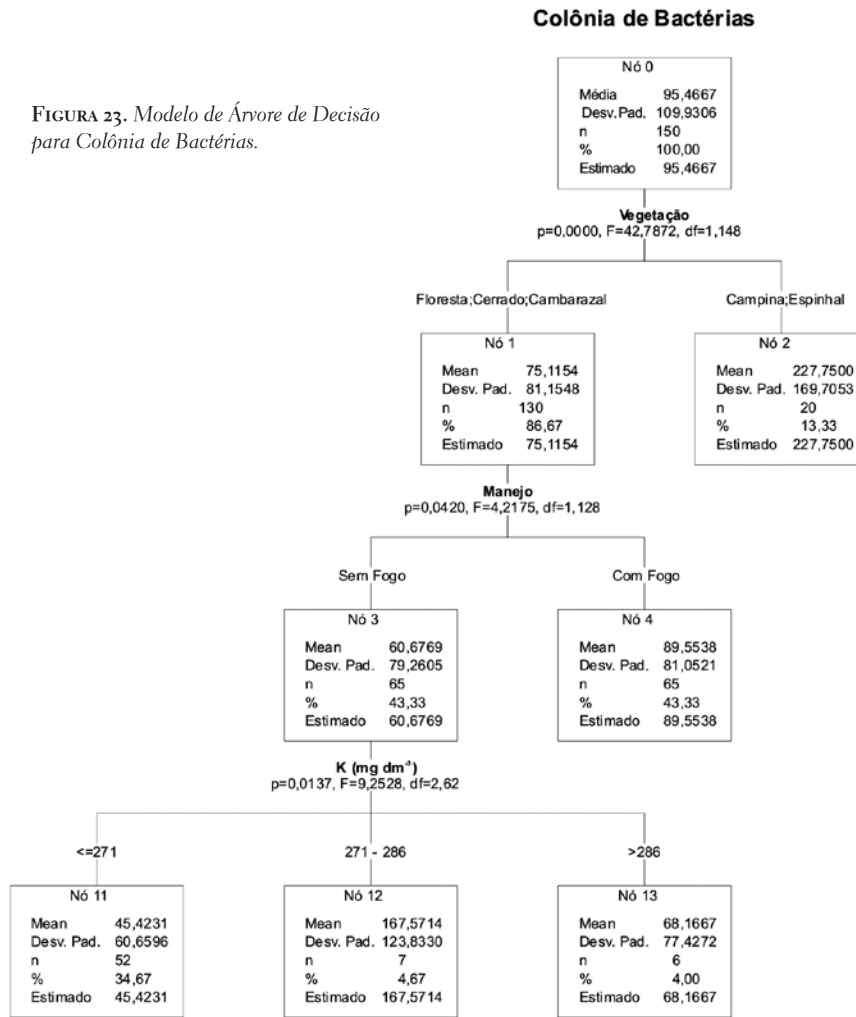 Colônia de Bactérias
FIGURA 23. Modelo de Árvore de Decisão
para Colônia de Bactérias.
Nó 0
Média 95,4667
Desv.Pad. 109,9306
n 150
% 100,00
Estimado 95,4667
Vegetação
p=0,0000, F=42,7872, df=1,148
Floresta;Cerrado;Cambarazal
Campina;Espinhal
Nó 1
Mean 75,1154
Desv. Pad. 81,1548
n 130
% 86,67
Estimado 75,1154
Nó 2
Mean 227,7500
Desv. Pad. 169,7053
n 20
% 13,33
Estimado 227,7500
Manejo
p=0,0420, F=4,2175, df=1,128
Sem Fogo
Com Fogo
Nó 3
Mean 60,6769
Desv. Pad. 79,2605
n 65
% 43,33
Estimado 60,6769
Nó 4
Mean 89,5538
Desv. Pad. 81,0521
n 65
% 43,33
Estimado 89,5538
K (mg dm⁻³)
p=0,0137, F=9,2528, df=2,62
<=271
271 - 286
>286
Nó 11
Mean 45,4231
Desv. Pad. 60,6596
n 52
% 34,67
Estimado 45,4231
Nó 12
Mean 167,5714
Desv. Pad. 123,8330
n 7
% 4,67
Estimado 167,5714
Nó 13
Mean 68,1667
Desv. Pad. 77,4272
n 6
% 4,00
Estimado 68,1667